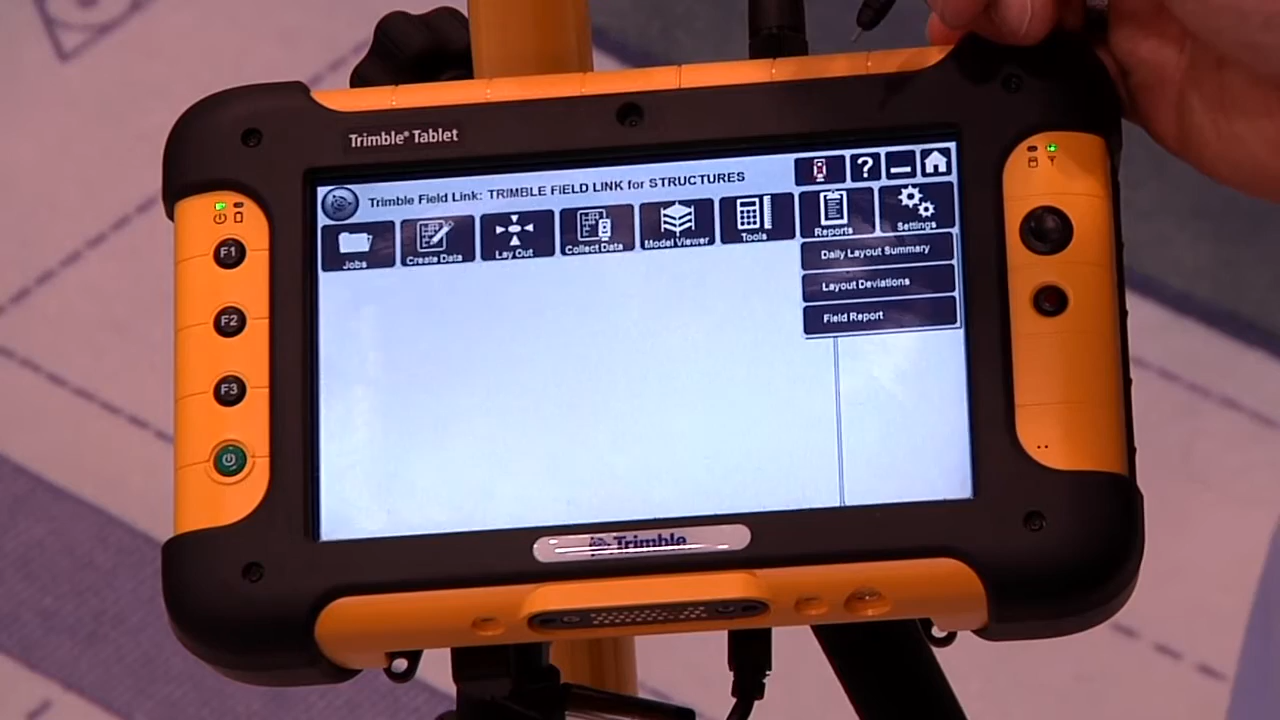 Trimble® Tablet
Trimble Field Link: TRIMBLE FIELD LINK for STRUCTURES
?
Jobs
Create Data
Lay Out
Collect Data
Model Viewer
Tools
Reports
Settings
Daily Layout Summary
Layout Deviations
Field Report
F1
F2
F3
Trimble